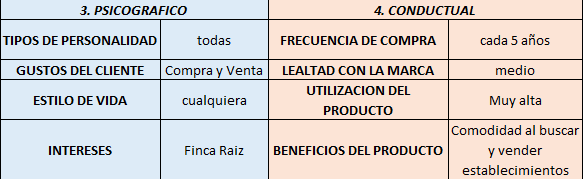 3. PSICOGRAFICO
4. CONDUCTUAL
TIPOS DE PERSONALIDAD
todas
FRECUENCIA DE COMPRA
cada 5 años
GUSTOS DEL CLIENTE
Compra y Venta
LEALTAD CON LA MARCA
medio
ESTILO DE VIDA
cualquiera
UTILIZACION DEL
PRODUCTO
Muy alta
INTERESES
Finca Raiz
BENEFICIOS DEL PRODUCTO
Comodidad al buscar
y vender
establecimientos